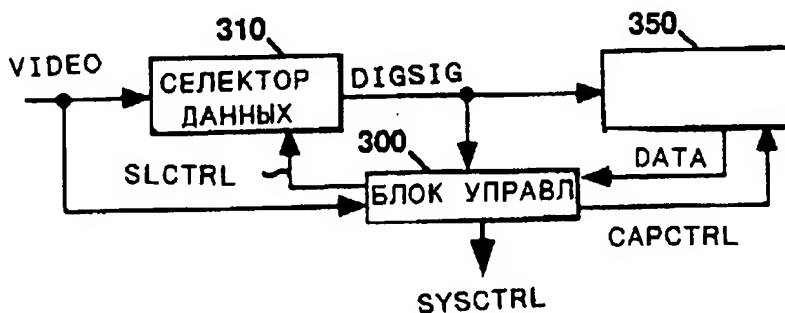 310
350
VIDEO
СЕЛЕКТОР
ДАННЫХ
DIGSIG
300
SLCTRL
DATA
БЛОК УПРАВЛ
CAPCTRL
SYSCTRL